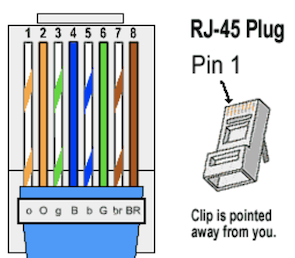 1 2 3 4 5 6 7 8
o O g B b G br BR
RJ-45 Plug
Pin 1
Clip is pointed
away from you.